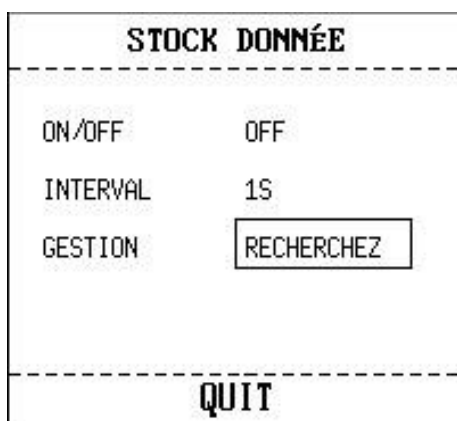 STOCK DONNÉE
ON/OFF OFF
INTERVAL 1S
GESTION RECHERCHEZ
QUIT